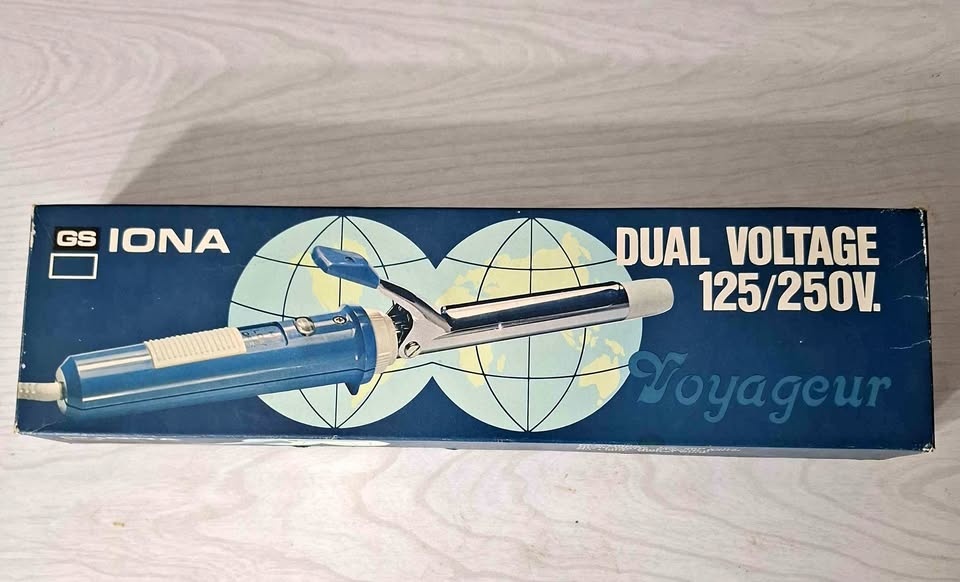 GS IONA
DUAL VOLTAGE
125/250V.
Voyageur